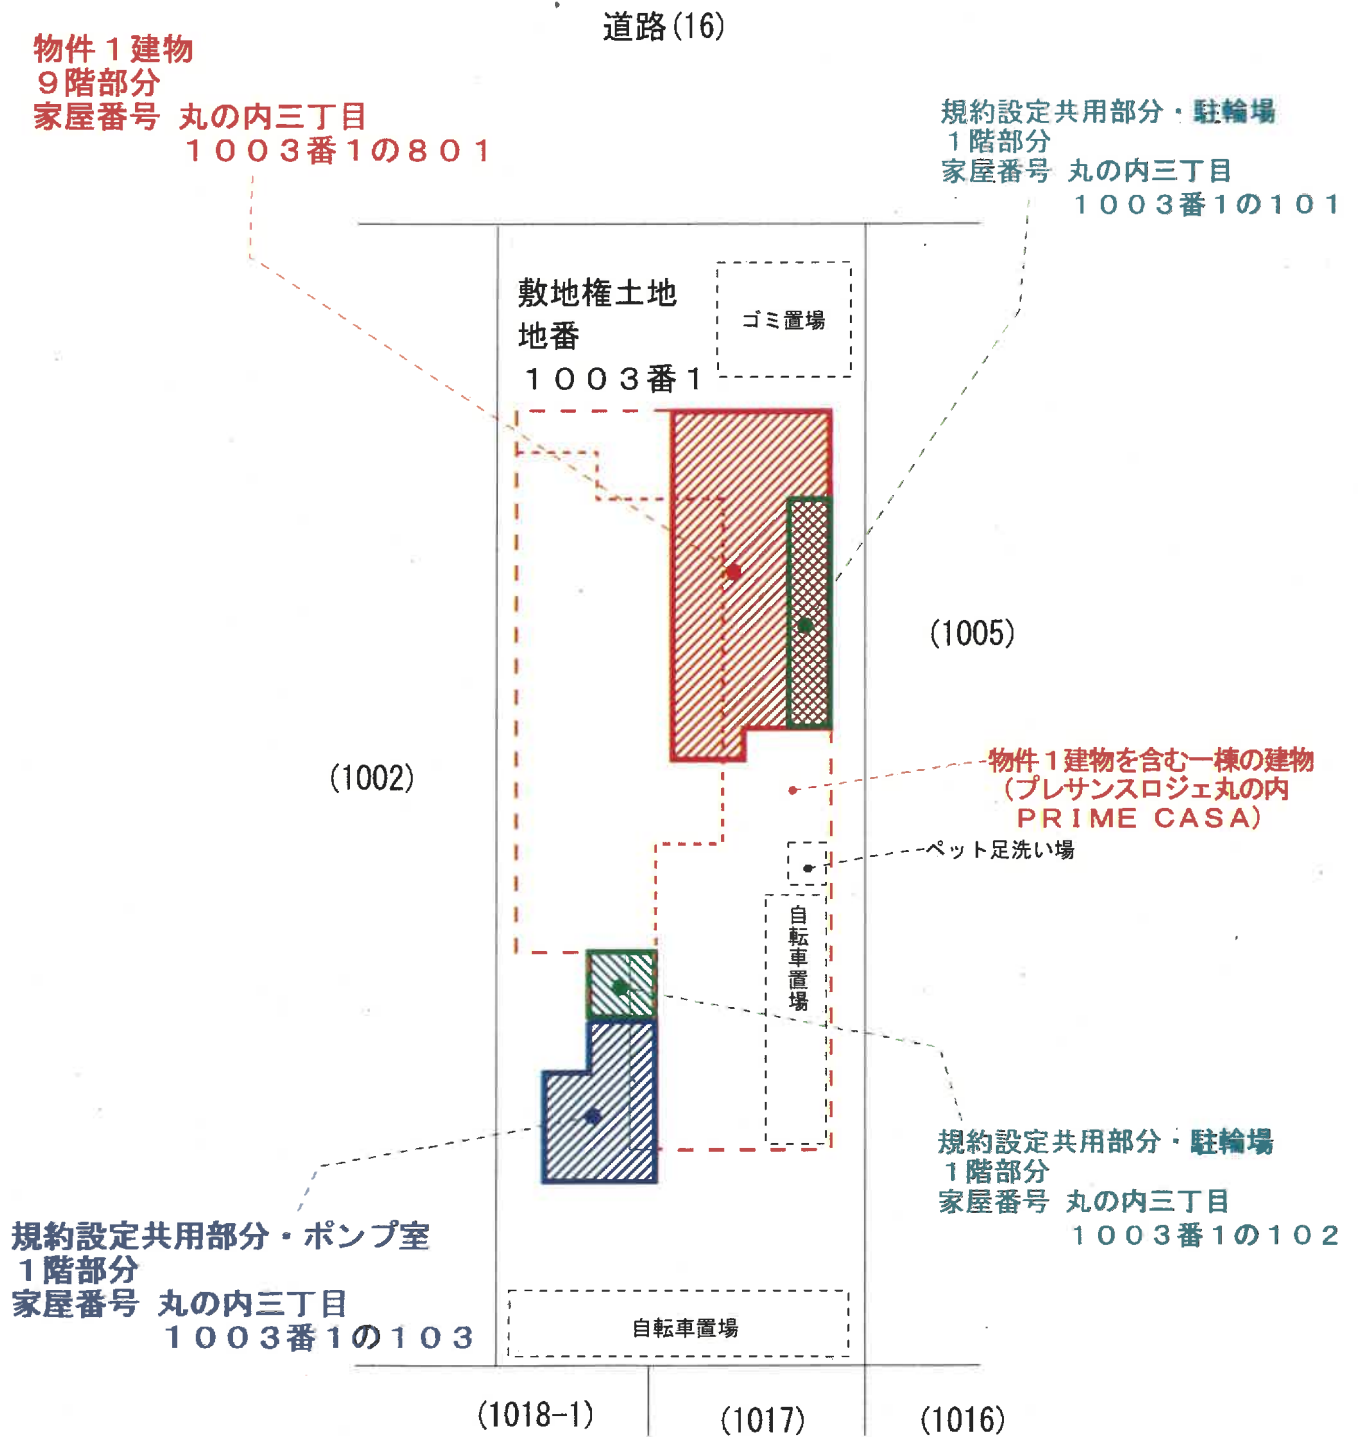 道路(16)
物件1建物
9階部分
家屋番号 丸の内三丁目
1003番1の801
規約設定共用部分・駐輪場
1階部分
家屋番号 丸の内三丁目
1003番1の101
敷地権土地
地番
1003番1
ゴミ置場
(1005)
(1002)
物件1建物を含む一棟の建物
(プレサンスロジェ丸の内
PRIME CASA)
ペット足洗い場
自転車置場
規約設定共用部分・駐輪場
1階部分
家屋番号 丸の内三丁目
1003番1の102
規約設定共用部分・ポンプ室
1階部分
家屋番号 丸の内三丁目
1003番1の103
自転車置場
(1018-1)
(1017)
(1016)